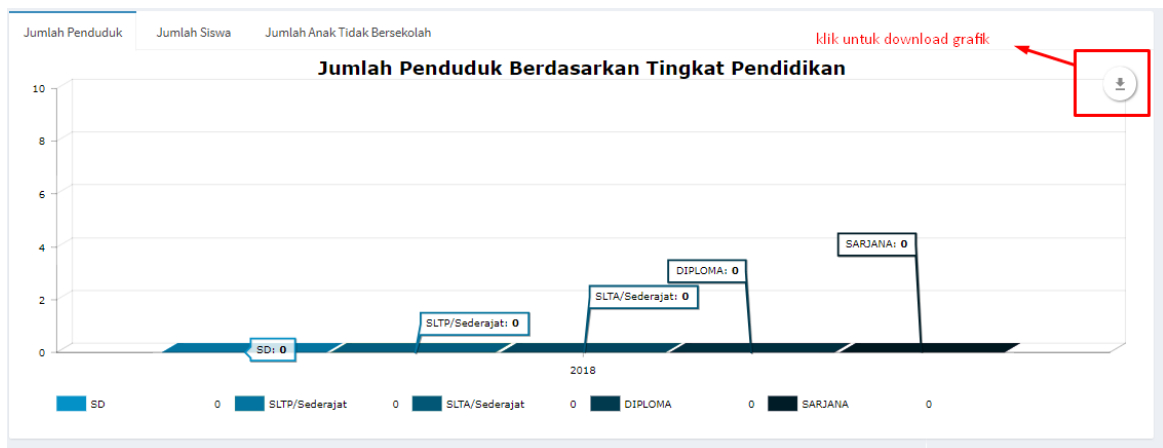 Jumlah Penduduk Jumlah Siswa Jumlah Anak Tidak Bersekolah
klik untuk download grafik
Jumlah Penduduk Berdasarkan Tingkat Pendidikan
10
8
6
4
2
0
SARJANA: 0
DIPLOMA: 0
SLTA/Sederajat: 0
SLTP/Sederajat: 0
SD: 0
2018
SD 0 SLTP/Sederajat 0 SLTA/Sederajat 0 DIPLOMA 0 SARJANA 0